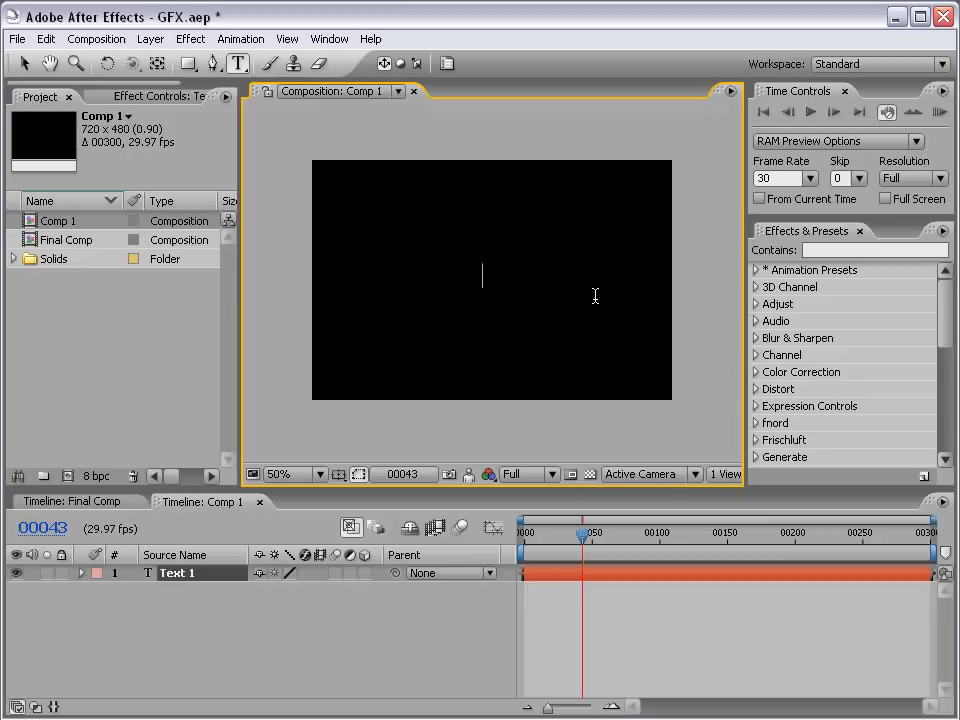 Adobe After Effects - GFX.aep *
File Edit Composition Layer Effect Animation View Window Help
T Workspace: Standard
Project Effect Controls: Te
Composition: Comp 1
Time Controls
Comp 1
720 x 480 (0.90)
Δ 00300, 29.97 fps
RAM Preview Options
Frame Rate Skip Resolution
30 0 Full
From Current Time Full Screen
Name Type Siz
Comp 1 Composition
Final Comp Composition
Solids Folder
Effects & Presets
Contains:
* Animation Presets
3D Channel
Adjust
Audio
Blur & Sharpen
Channel
Color Correction
Distort
Expression Controls
fnord
Frischluft
Generate
8 bpc
50% 00043 Full Active Camera 1 View
Timeline: Final Comp Timeline: Comp 1
00043 (29.97 fps)
0000 00050 00100 00150 00200 00250 0030
# Source Name Parent
1 T Text 1 None